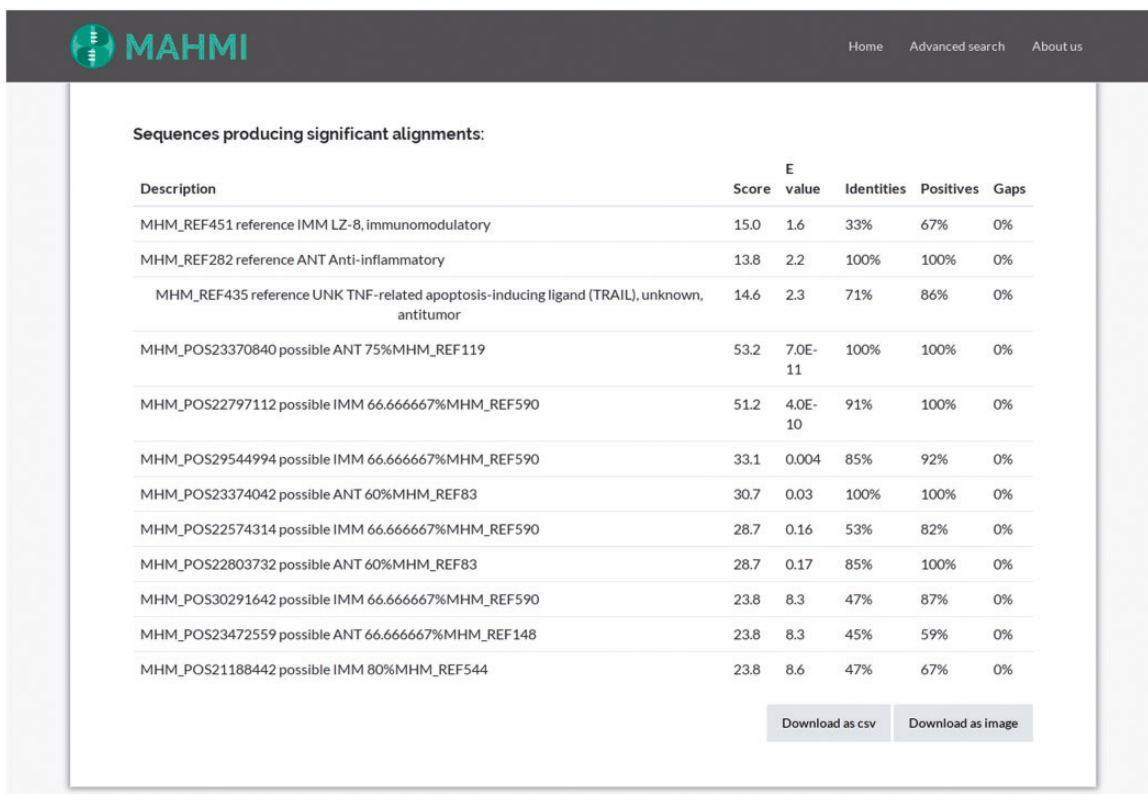 MAHMI
Home Advanced search About us
Sequences producing significant alignments:
E
Description Score value Identities Positives Gaps
MHM_REF451 reference IMM LZ-8, immunomodulatory 15.0 1.6 33% 67% 0%
MHM_REF282 reference ANT Anti-inflammatory 13.8 2.2 100% 100% 0%
MHM_REF435 reference UNK TNF-related apoptosis-inducing ligand (TRAIL), unknown, 14.6 2.3 71% 86% 0%
antitumor
MHM_POS23370840 possible ANT 75%MHM_REF119 53.2 7.0E- 100% 100% 0%
11
MHM_POS22797112 possible IMM 66.666667%MHM_REF590 51.2 4.0E- 91% 100% 0%
10
MHM_POS29544994 possible IMM 66.666667%MHM_REF590 33.1 0.004 85% 92% 0%
MHM_POS23374042 possible ANT 60%MHM_REF83 30.7 0.03 100% 100% 0%
MHM_POS22574314 possible IMM 66.666667%MHM_REF590 28.7 0.16 53% 82% 0%
MHM_POS22803732 possible ANT 60%MHM_REF83 28.7 0.17 85% 100% 0%
MHM_POS30291642 possible IMM 66.666667%MHM_REF590 23.8 8.3 47% 87% 0%
MHM_POS23472559 possible ANT 66.666667%MHM_REF148 23.8 8.3 45% 59% 0%
MHM_POS21188442 possible IMM 80%MHM_REF544 23.8 8.6 47% 67% 0%
Download as csv Download as image